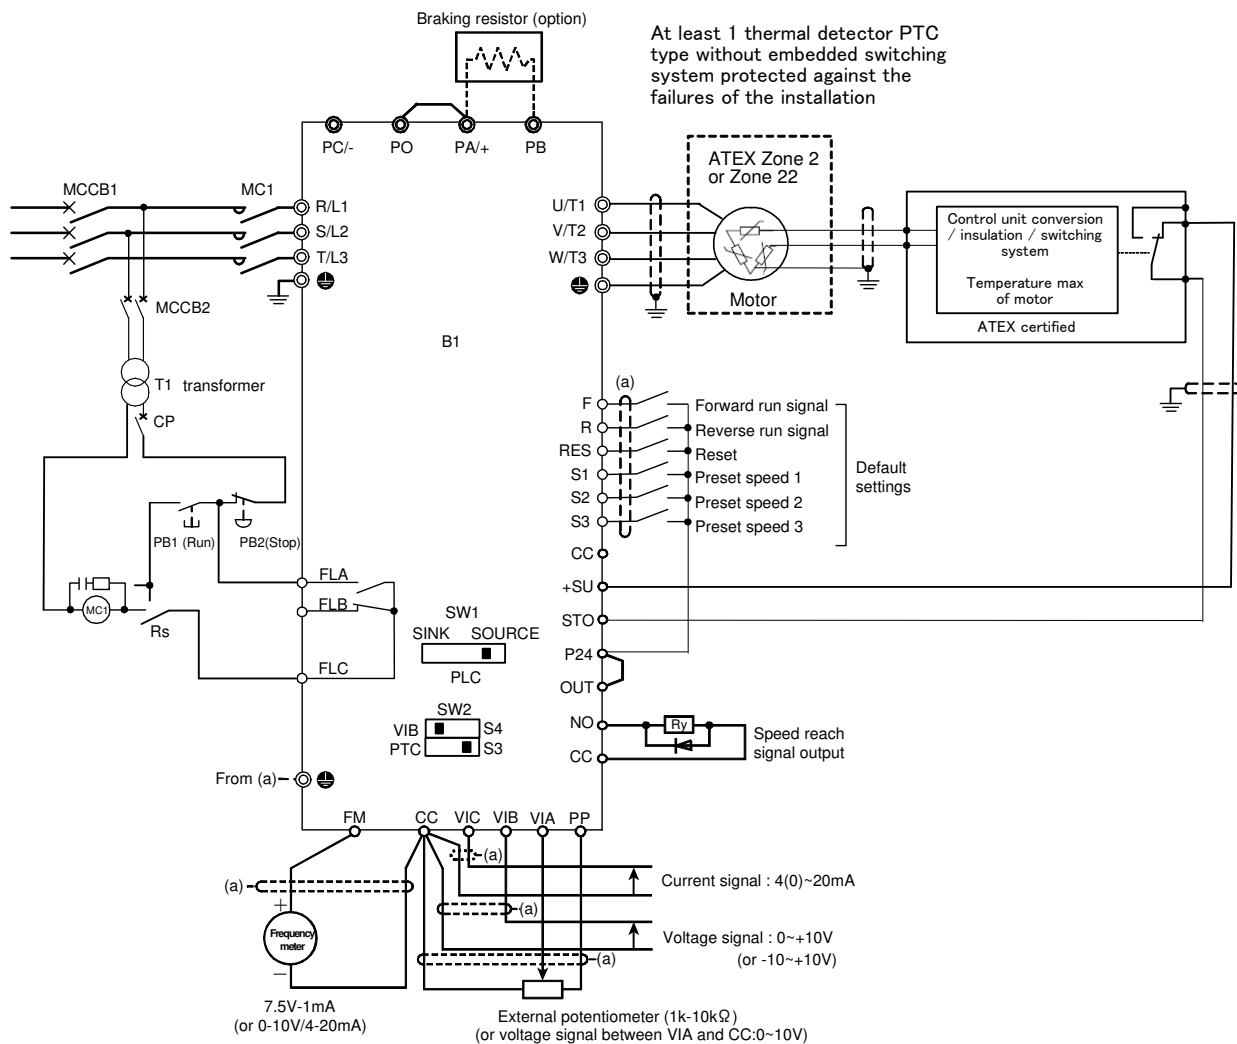 Braking resistor (option)
At least 1 thermal detector PTC
type without embedded switching
system protected against the
failures of the installation
PC/-
PO
PA/+
PB
ATEX Zone 2
or Zone 22
MCCB1
MC1
R/L1
S/L2
T/L3
U/T1
V/T2
W/T3
Motor
Control unit conversion
/ insulation / switching
system
Temperature max
of motor
ATEX certified
MCCB2
B1
T1 transformer
CP
(a)
F
R
RES
S1
S2
S3
CC
+SU
STO
P24
OUT
NO
CC
Forward run signal
Reverse run signal
Reset
Preset speed 1
Preset speed 2
Preset speed 3
Default
settings
PB1 (Run)
PB2(Stop)
FLA
FLB
FLC
MC1
Rs
SW1
SINK SOURCE
PLC
SW2
VIB S4
PTC S3
Ry
Speed reach
signal output
From (a)
FM
CC
VIC
VIB
VIA
PP
(a)
(a)
(a)
(a)
Current signal : 4(0)~20mA
Voltage signal : 0~+10V
(or -10~+10V)
+
Frequency
meter
−
7.5V-1mA
(or 0-10V/4-20mA)
External potentiometer (1k-10kΩ)
(or voltage signal between VIA and CC:0~10V)